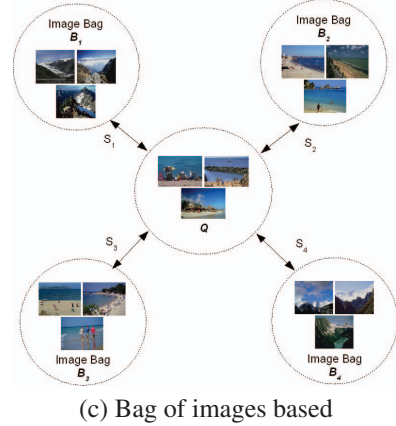 Image Bag
B1
Image Bag
B2
S1
S2
Q
S3
S4
Image Bag
B3
Image Bag
B4
(c) Bag of images based